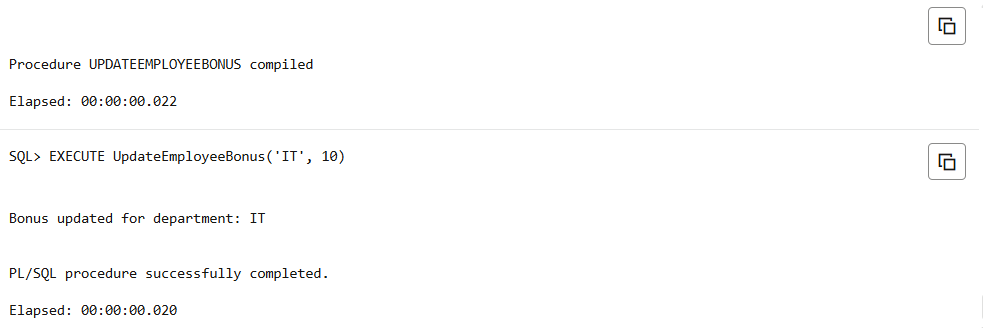 Procedure UPDATEEMPLOYEEBONUS compiled
Elapsed: 00:00:00.022
SQL> EXECUTE UpdateEmployeeBonus('IT', 10)
Bonus updated for department: IT
PL/SQL procedure successfully completed.
Elapsed: 00:00:00.020